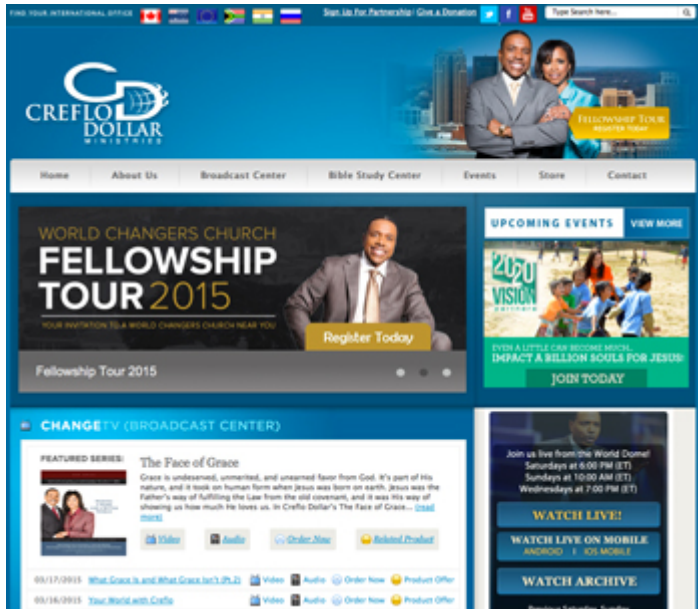 FIND YOUR INTERNATIONAL OFFICE
Sign Up For Partnership | Give a Donation
Type Search here...
CREFLO
DOLLAR
MINISTRIES
FELLOWSHIP TOUR
REGISTER TODAY
Home About Us Broadcast Center Bible Study Center Events Store Contact
WORLD CHANGERS CHURCH
FELLOWSHIP
TOUR 2015
YOUR INVITATION TO A WORLD CHANGERS CHURCH NEAR YOU
Register Today
Fellowship Tour 2015
UPCOMING EVENTS VIEW MORE
2020
VISION
EVEN A LITTLE CAN BECOME MUCH...
IMPACT A BILLION SOULS FOR JESUS!
JOIN TODAY
CHANGETV (BROADCAST CENTER)
FEATURED SERIES:
The Face of Grace
Grace is undeserved, unmerited, and unearned favor from God. It's part of His
nature, and it took on human form when Jesus was born on earth. Jesus was the
Father's way of fulfilling the Law from the old covenant, and it was His way of
showing us how much He loves us. In Creflo Dollar's The Face of Grace... (read
more)
Video Audio Order Now Related Product
03/17/2015 What Grace Is and What Grace Isn't (Pt.2) Video Audio Order Now Product Offer
03/16/2015 Your World with Creflo Video Audio Order Now Product Offer
Join us live from the World Dome!
Saturdays at 6:00 PM (ET)
Sundays at 10:00 AM (ET)
Wednesdays at 7:00 PM (ET)
WATCH LIVE!
WATCH LIVE ON MOBILE
ANDROID | IOS MOBILE
WATCH ARCHIVE
Previous Saturday, Sunday,